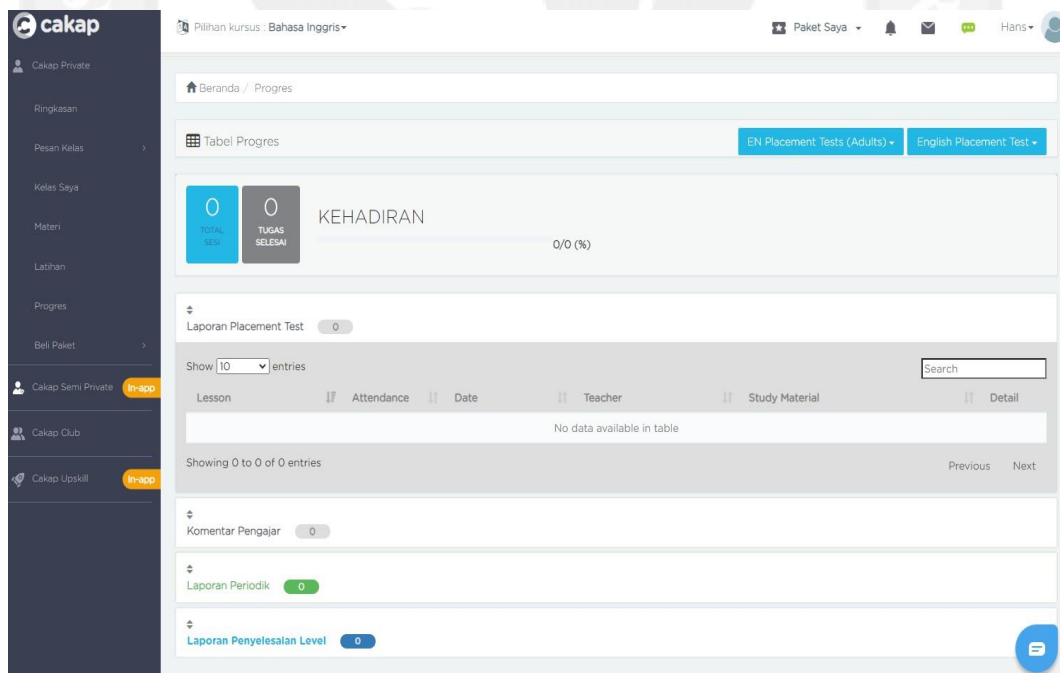 cakap
Pilihan kursus : Bahasa Inggris
Paket Saya
Hans
Cakap Private
Ringkasan
Pesan Kelas
Kelas Saya
Materi
Latihan
Progres
Beli Paket
Cakap Semi Private In-app
Cakap Club
Cakap Upskill In-app
Beranda / Progres
Tabel Progres
EN Placement Tests (Adults)
English Placement Test
0
TOTAL
SESI
0
TUGAS
SELESAI
KEHADIRAN
0/0 (%)
Laporan Placement Test 0
Show 10 entries
Search
Lesson Attendance Date Teacher Study Material Detail
No data available in table
Showing 0 to 0 of 0 entries
Previous Next
Komentar Pengajar 0
Laporan Periodik 0
Laporan Penyelesaian Level 0